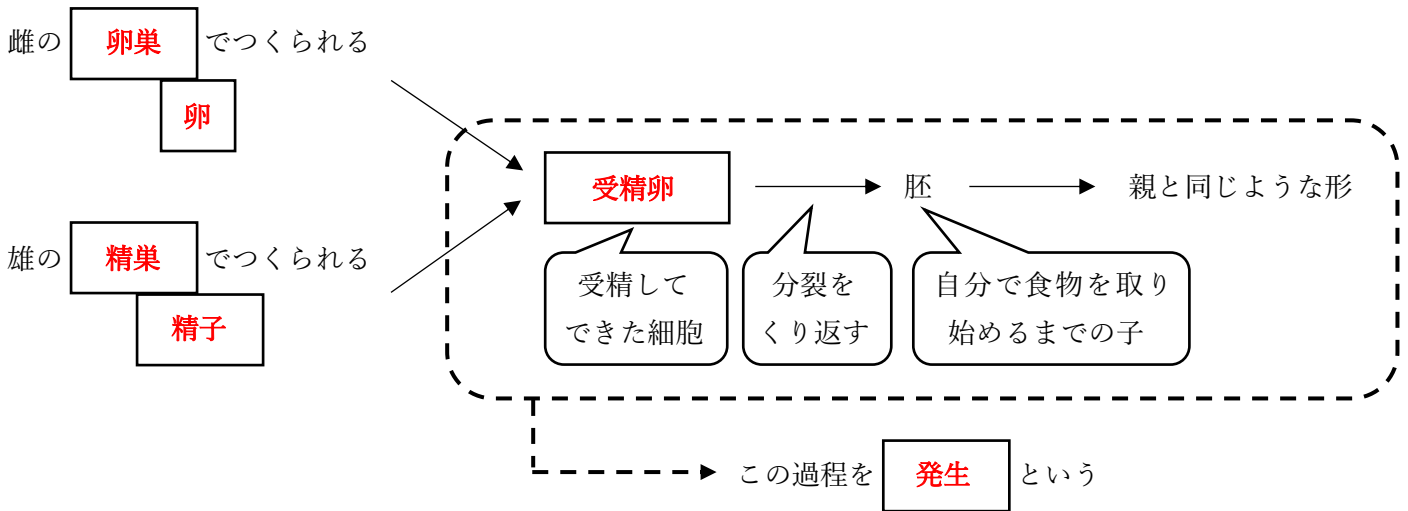 雌の 卵巣 でつくられる
卵
雄の 精巣 でつくられる
精子
受精卵
胚
親と同じような形
受精して
できた細胞
分裂を
くり返す
自分で食物を取り
始めるまでの子
この過程を 発生 という